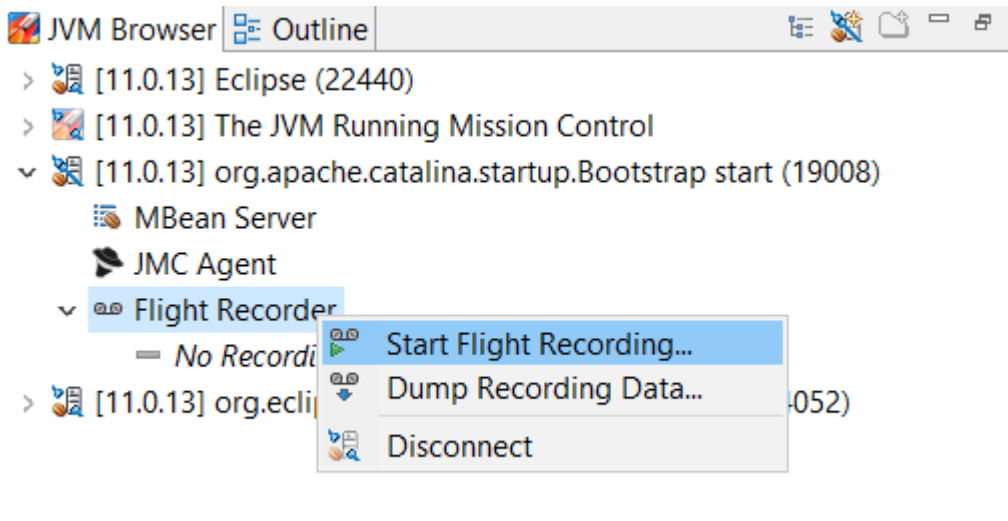 JVM Browser Outline
[11.0.13] Eclipse (22440)
[11.0.13] The JVM Running Mission Control
[11.0.13] org.apache.catalina.startup.Bootstrap start (19008)
MBean Server
JMC Agent
Flight Recorder
Start Flight Recording...
No Recordi
Dump Recording Data...
[11.0.13] org.eclip 4052)
Disconnect